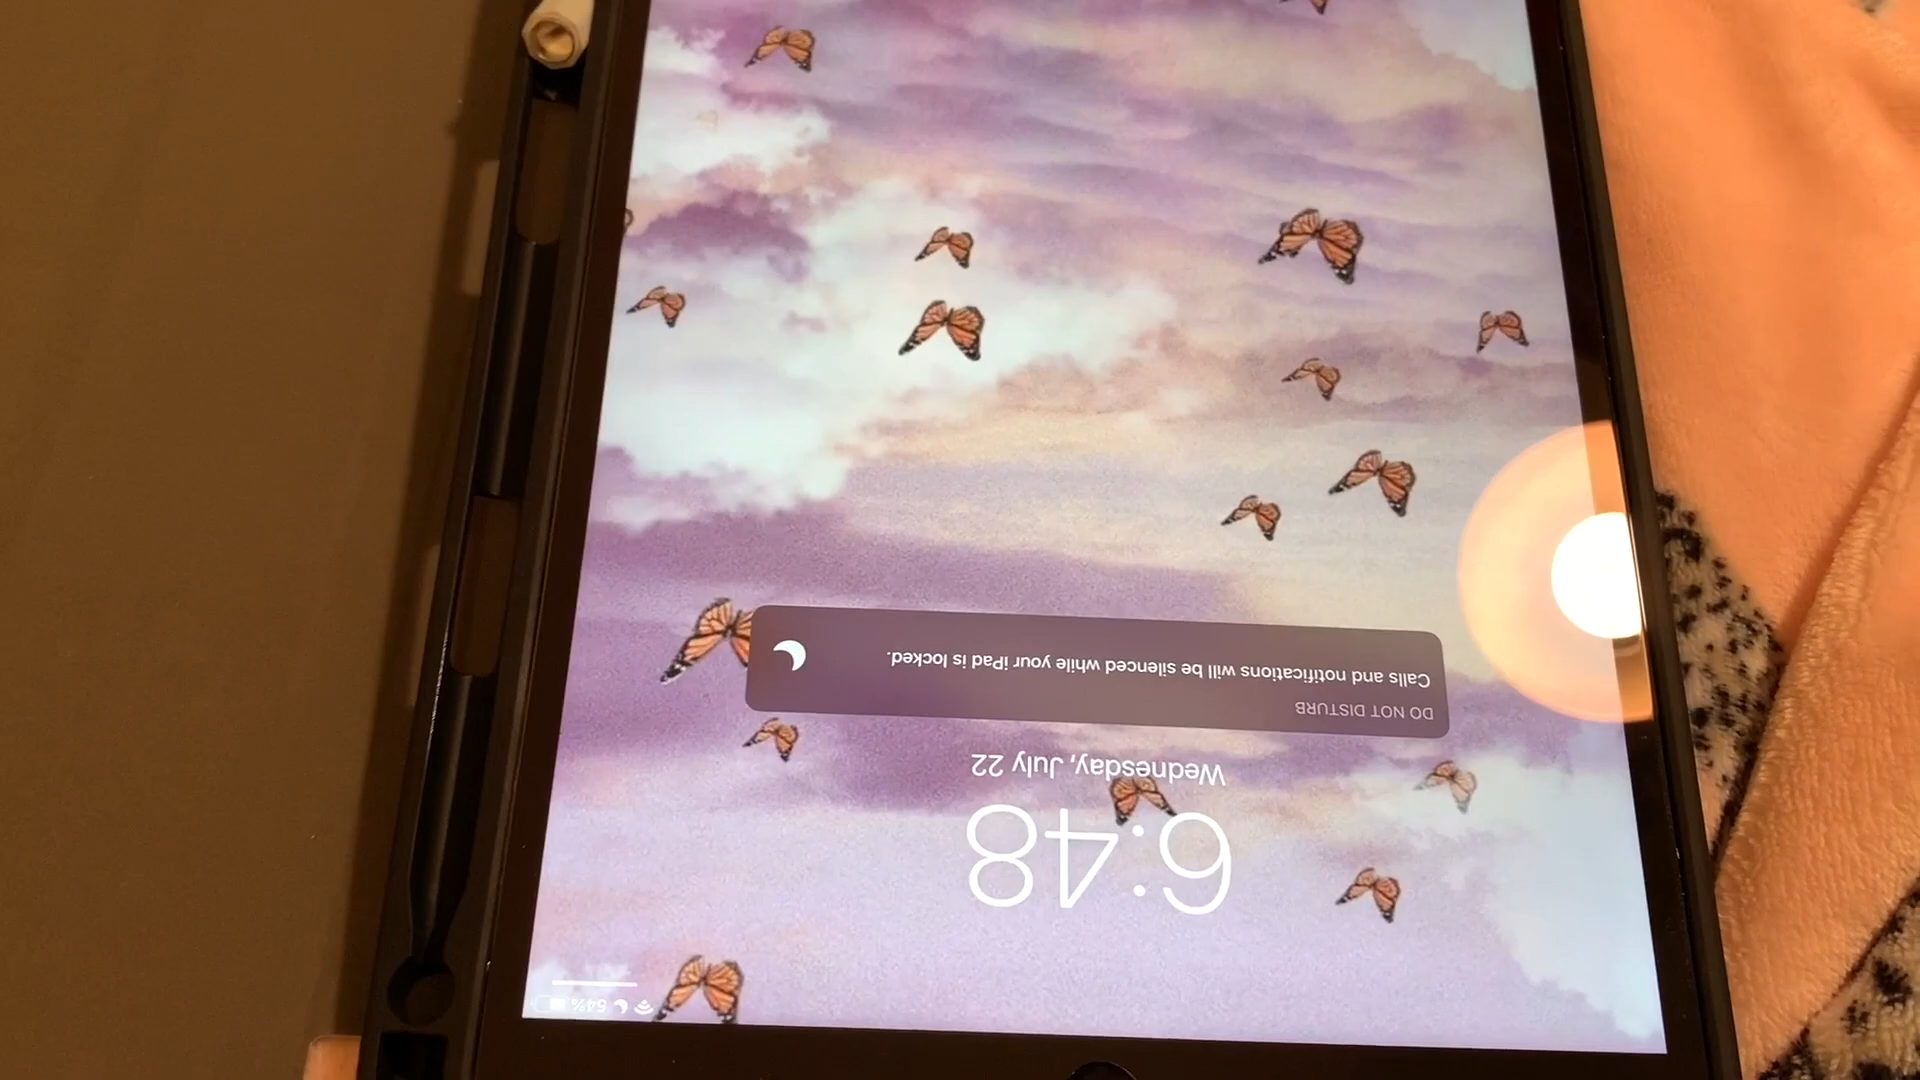 54%
6:48
Wednesday, July 22
DO NOT DISTURB
Calls and notifications will be silenced while your iPad is locked.